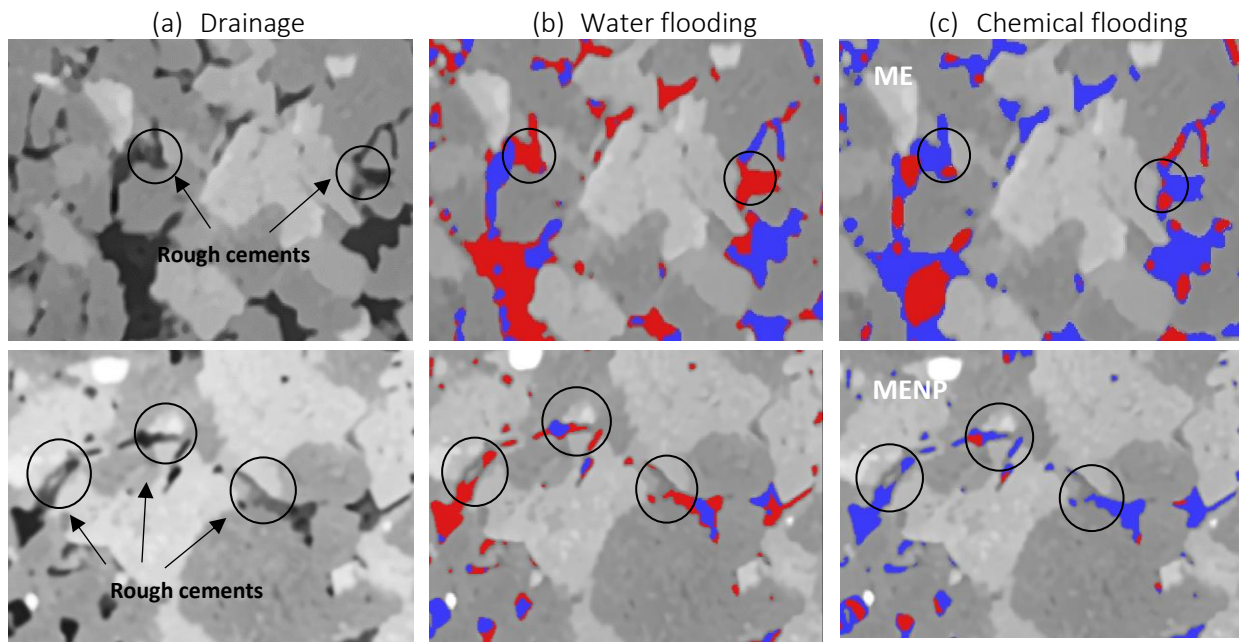 (a) Drainage
(b) Water flooding
(c) Chemical flooding
Rough cements
ME
Rough cements
MENP